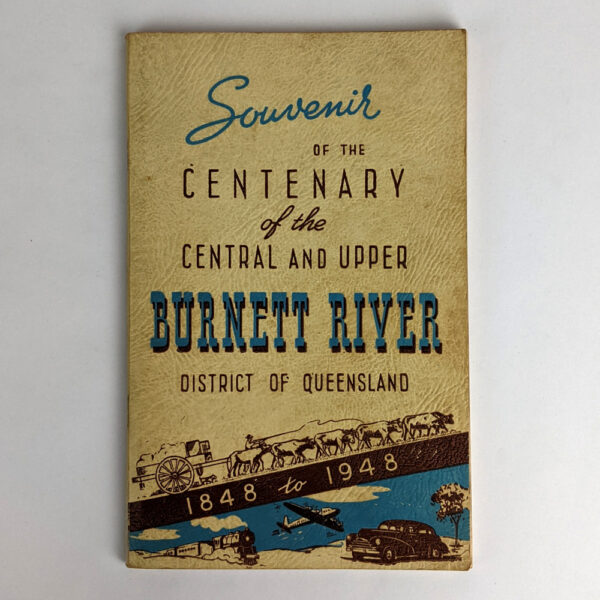 Souvenir
OF THE
CENTENARY
of the
CENTRAL AND UPPER
BURNETT RIVER
DISTRICT OF QUEENSLAND
1848 to 1948